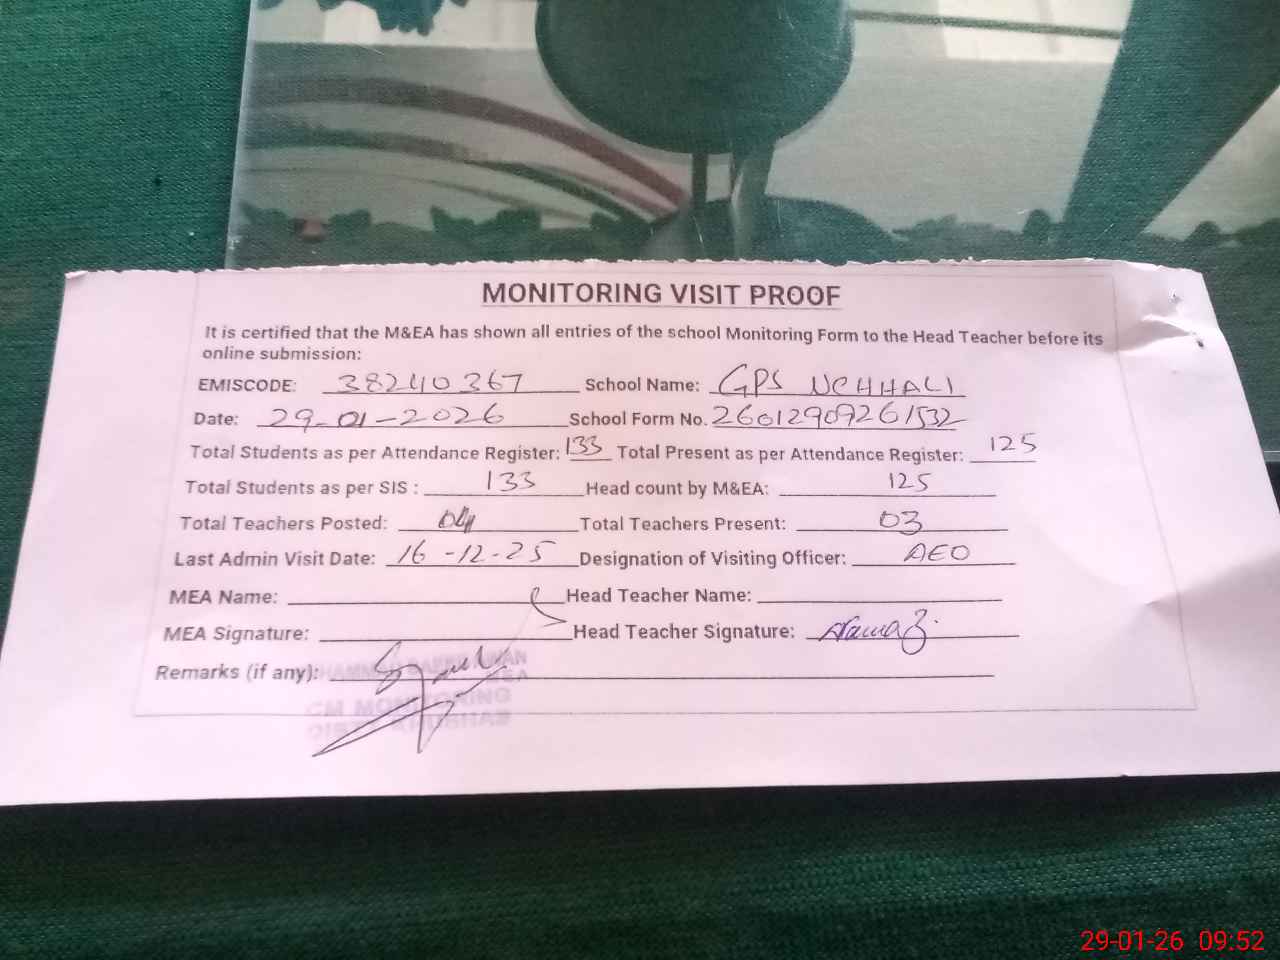 MONITORING VISIT PROOF
It is certified that the M&EA has shown all entries of the school Monitoring Form to the Head Teacher before its
online submission:
EMISCODE: 38240367 School Name: GPS UCHHALI
Date: 29-01-2026 School Form No. 26012909261532
Total Students as per Attendance Register: 133 Total Present as per Attendance Register: 125
Total Students as per SIS : 133 Head count by M&EA: 125
Total Teachers Posted: 04 Total Teachers Present: 03
Last Admin Visit Date: 16-12-25 Designation of Visiting Officer: AEO
MEA Name: Head Teacher Name:
MEA Signature: Head Teacher Signature:
Remarks (if any):
AWAN
MEA
CM MONITORING
DISTT KHUSHAB
29-01-26 09:52